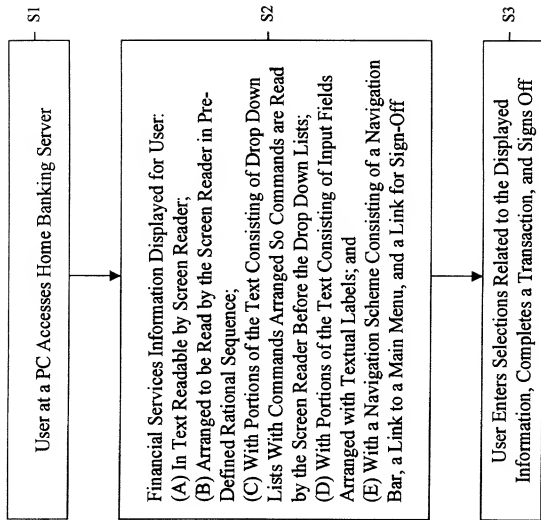 User at a PC Accesses Home Banking Server
S1
Financial Services Information Displayed for User:
(A) In Text Readable by Screen Reader;
(B) Arranged to be Read by the Screen Reader in Pre-
Defined Rational Sequence;
(C) With Portions of the Text Consisting of Drop Down
Lists With Commands Arranged So Commands are Read
by the Screen Reader Before the Drop Down Lists;
(D) With Portions of the Text Consisting of Input Fields
Arranged with Textual Labels; and
(E) With a Navigation Scheme Consisting of a Navigation
Bar, a Link to a Main Menu, and a Link for Sign-Off
S2
User Enters Selections Related to the Displayed
Information, Completes a Transaction, and Signs Off
S3